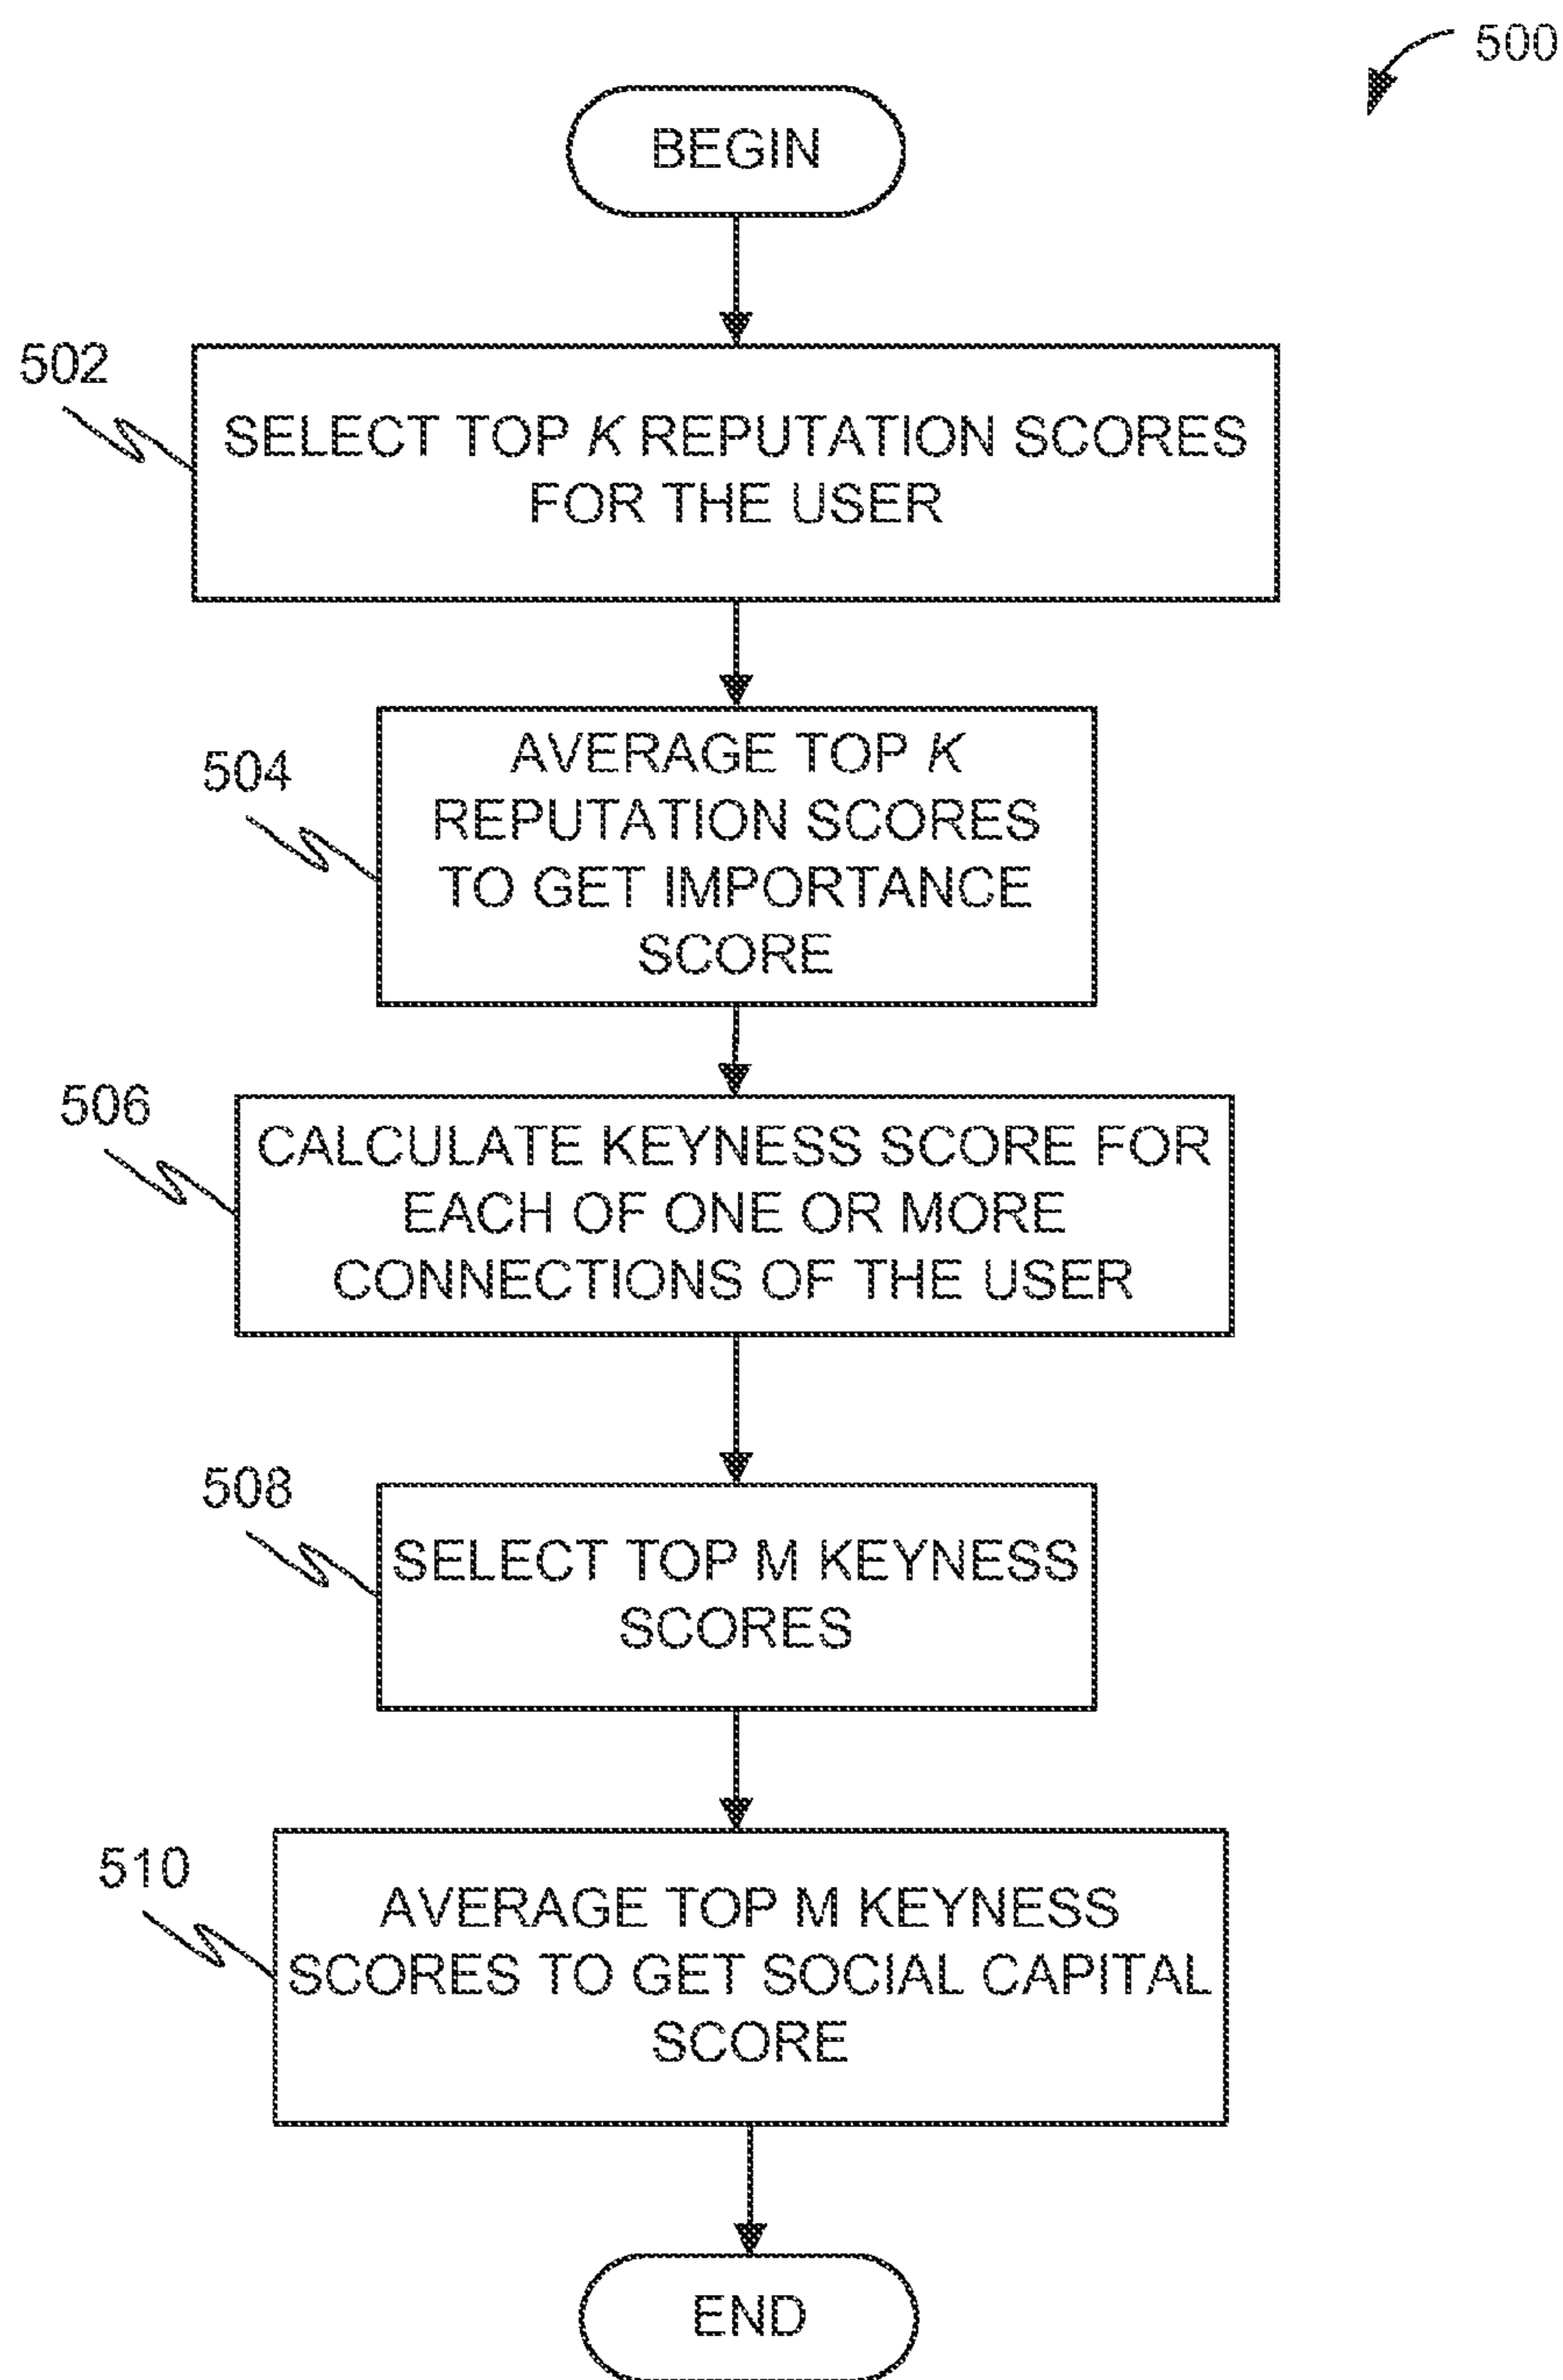 500
BEGIN
502
SELECT TOP K REPUTATION SCORES
FOR THE USER
504
AVERAGE TOP K
REPUTATION SCORES
TO GET IMPORTANCE
SCORE
506
CALCULATE KEYNESS SCORE FOR
EACH OF ONE OR MORE
CONNECTIONS OF THE USER
508
SELECT TOP M KEYNESS
SCORES
510
AVERAGE TOP M KEYNESS
SCORES TO GET SOCIAL CAPITAL
SCORE
END